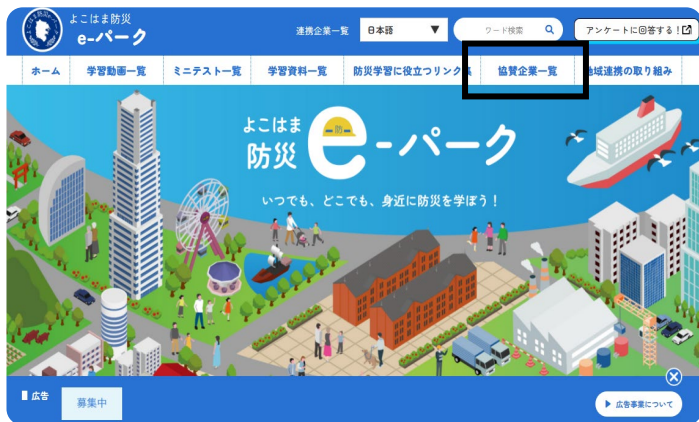 よこはま防災
e-パーク
連携企業一覧
日本語 ▼
ワード検索
アンケートに回答する!
ホーム 学習動画一覧 ミニテスト一覧 学習資料一覧 防災学習に役立つリンク集 協賛企業一覧 地域連携の取り組み
よこはま
防災 e-パーク
いつでも、どこでも、身近に防災を学ぼう!
広告
募集中
▶ 広告事業について